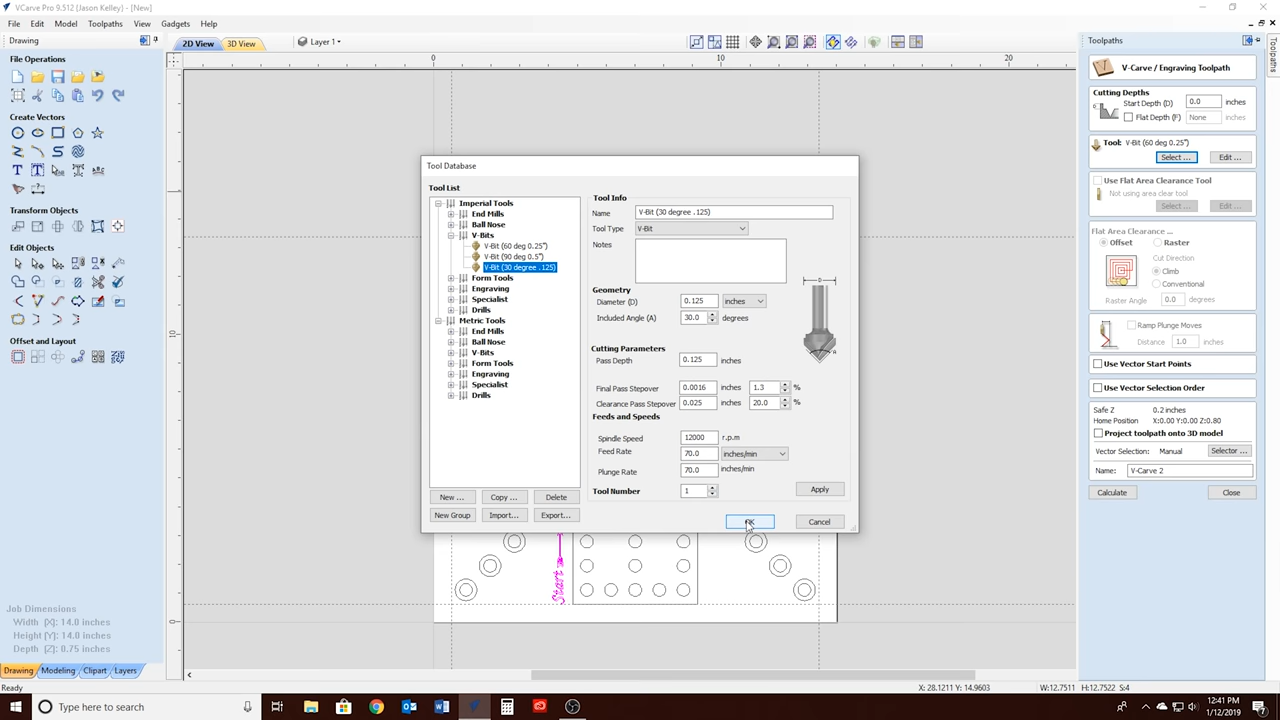 VCarve Pro 9.512 {Jason Kelley} - [New]
File Edit Model Toolpaths View Gadgets Help
Drawing
2D View 3D View Layer 1
0 10 20
10
0
File Operations
Create Vectors
Transform Objects
Edit Objects
Offset and Layout
Job Dimensions
Width (X): 14.0 inches
Height (Y): 14.0 inches
Depth (Z): 0.75 inches
Drawing Modeling Clipart Layers
Ready
Tool Database
Tool List
Imperial Tools
End Mills
Ball Nose
V-Bits
V-Bit (60 deg 0.25")
V-Bit (90 deg 0.5")
V-Bit (30 degree .125)
Form Tools
Engraving
Specialist
Drills
Metric Tools
End Mills
Ball Nose
V-Bits
Form Tools
Engraving
Specialist
Drills
New ... Copy ... Delete
New Group Import... Export...
Tool Info
Name V-Bit (30 degree .125)
Tool Type V-Bit
Notes
Geometry
Diameter (D) 0.125 inches
Included Angle (A) 30.0 degrees
D
A
Cutting Parameters
Pass Depth 0.125 inches
Final Pass Stepover 0.0016 inches 1.3 %
Clearance Pass Stepover 0.025 inches 20.0 %
Feeds and Speeds
Spindle Speed 12000 r.p.m
Feed Rate 70.0 inches/min
Plunge Rate 70.0 inches/min
Tool Number 1
Apply
OK Cancel
Start
Toolpaths
Toolpaths
V-Carve / Engraving Toolpath
Cutting Depths
Start Depth (D) 0.0 inches
Flat Depth (F) None inches
Tool: V-Bit (60 deg 0.25")
Select ... Edit ...
Use Flat Area Clearance Tool
Not using area clear tool
Select ... Edit ...
Flat Area Clearance ...
Offset Raster
Cut Direction
Climb
Conventional
Raster Angle 0.0 degrees
Ramp Plunge Moves
Distance 1.0 inches
Use Vector Start Points
Use Vector Selection Order
Safe Z 0.2 inches
Home Position X:0.00 Y:0.00 Z:0.80
Project toolpath onto 3D model
Vector Selection: Manual Selector ...
Name: V-Carve 2
Calculate Close
X: 28.1211 Y: 14.9603 W:12.7511 H:12.7522 S:4
Type here to search
12:41 PM
1/12/2019